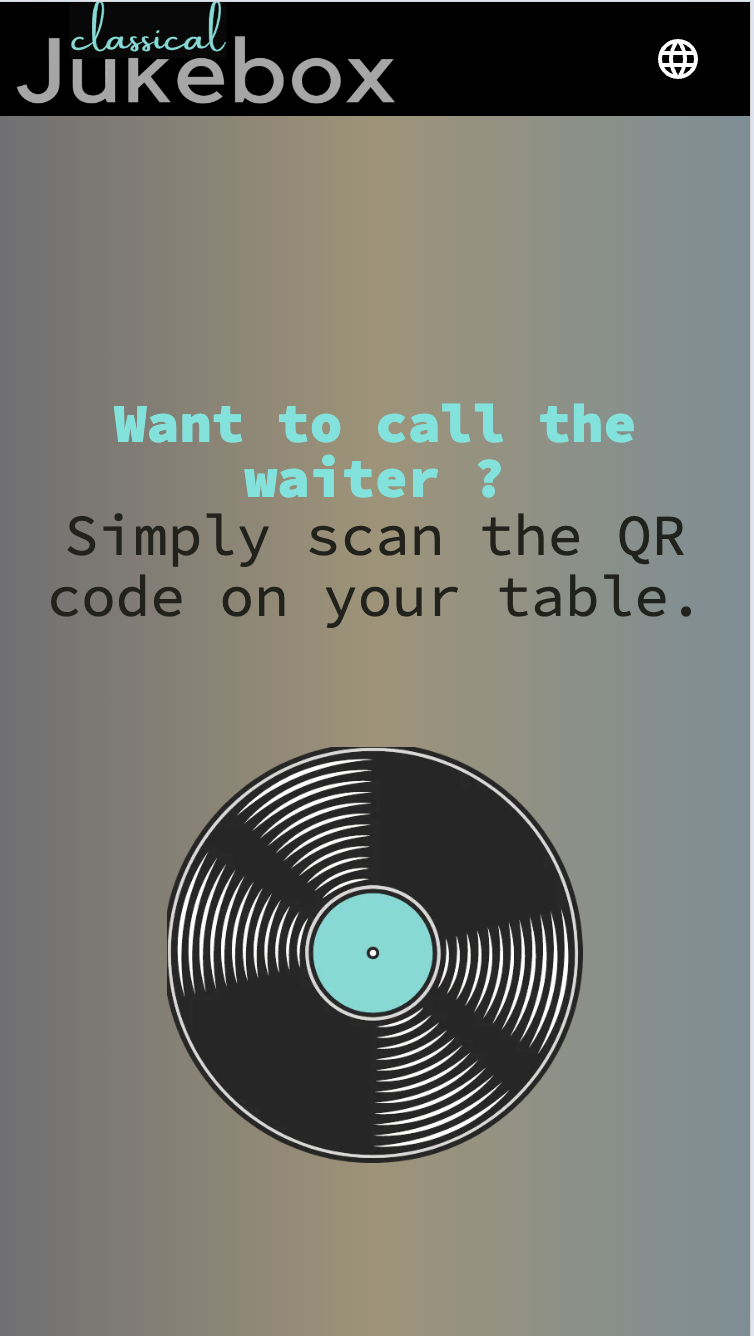 classical
Jukebox
Want to call the
waiter ?
Simply scan the QR
code on your table.